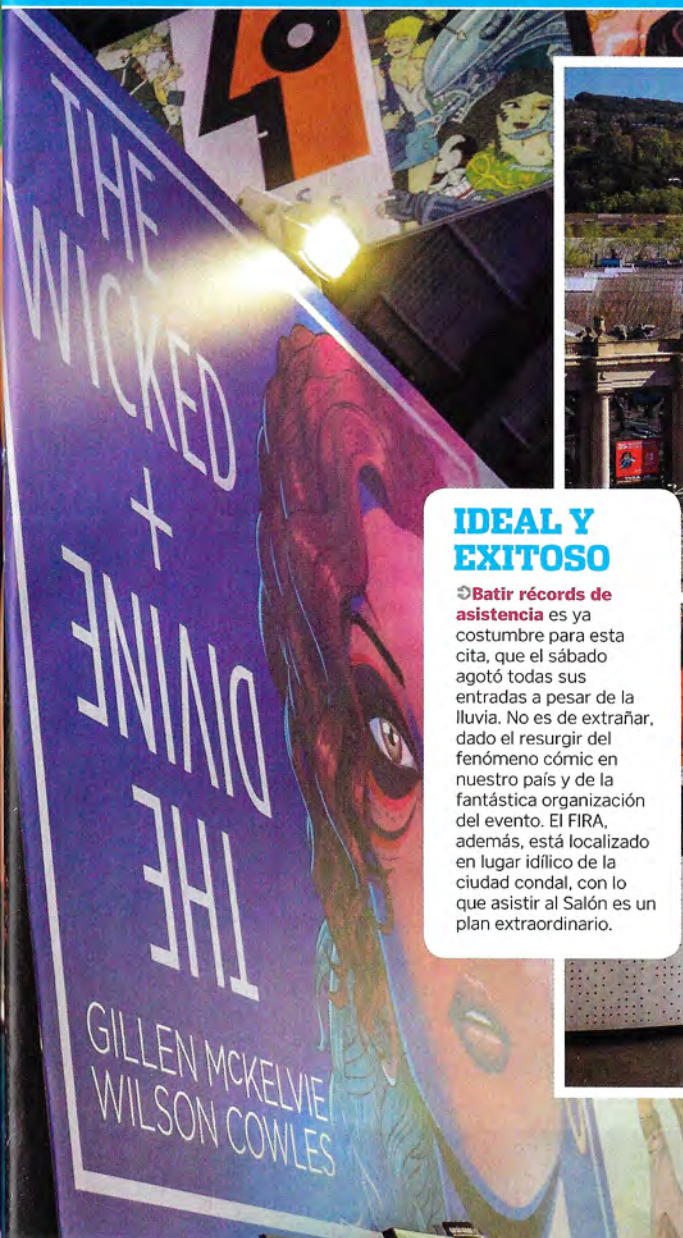 THE
WICKED
+
DIVINE
THE
GILLEN McKELVIE
WILSON COWLES
IDEAL Y
EXITOSO
Batir récords de
asistencia es ya
costumbre para esta
cita, que el sábado
agotó todas sus
entradas a pesar de la
lluvia. No es de extrañar,
dado el resurgir del
fenómeno cómic en
nuestro país y de la
fantástica organización
del evento. El FIRA,
además, está localizado
en lugar idílico de la
ciudad condal, con lo
que asistir al Salón es un
plan extraordinario.